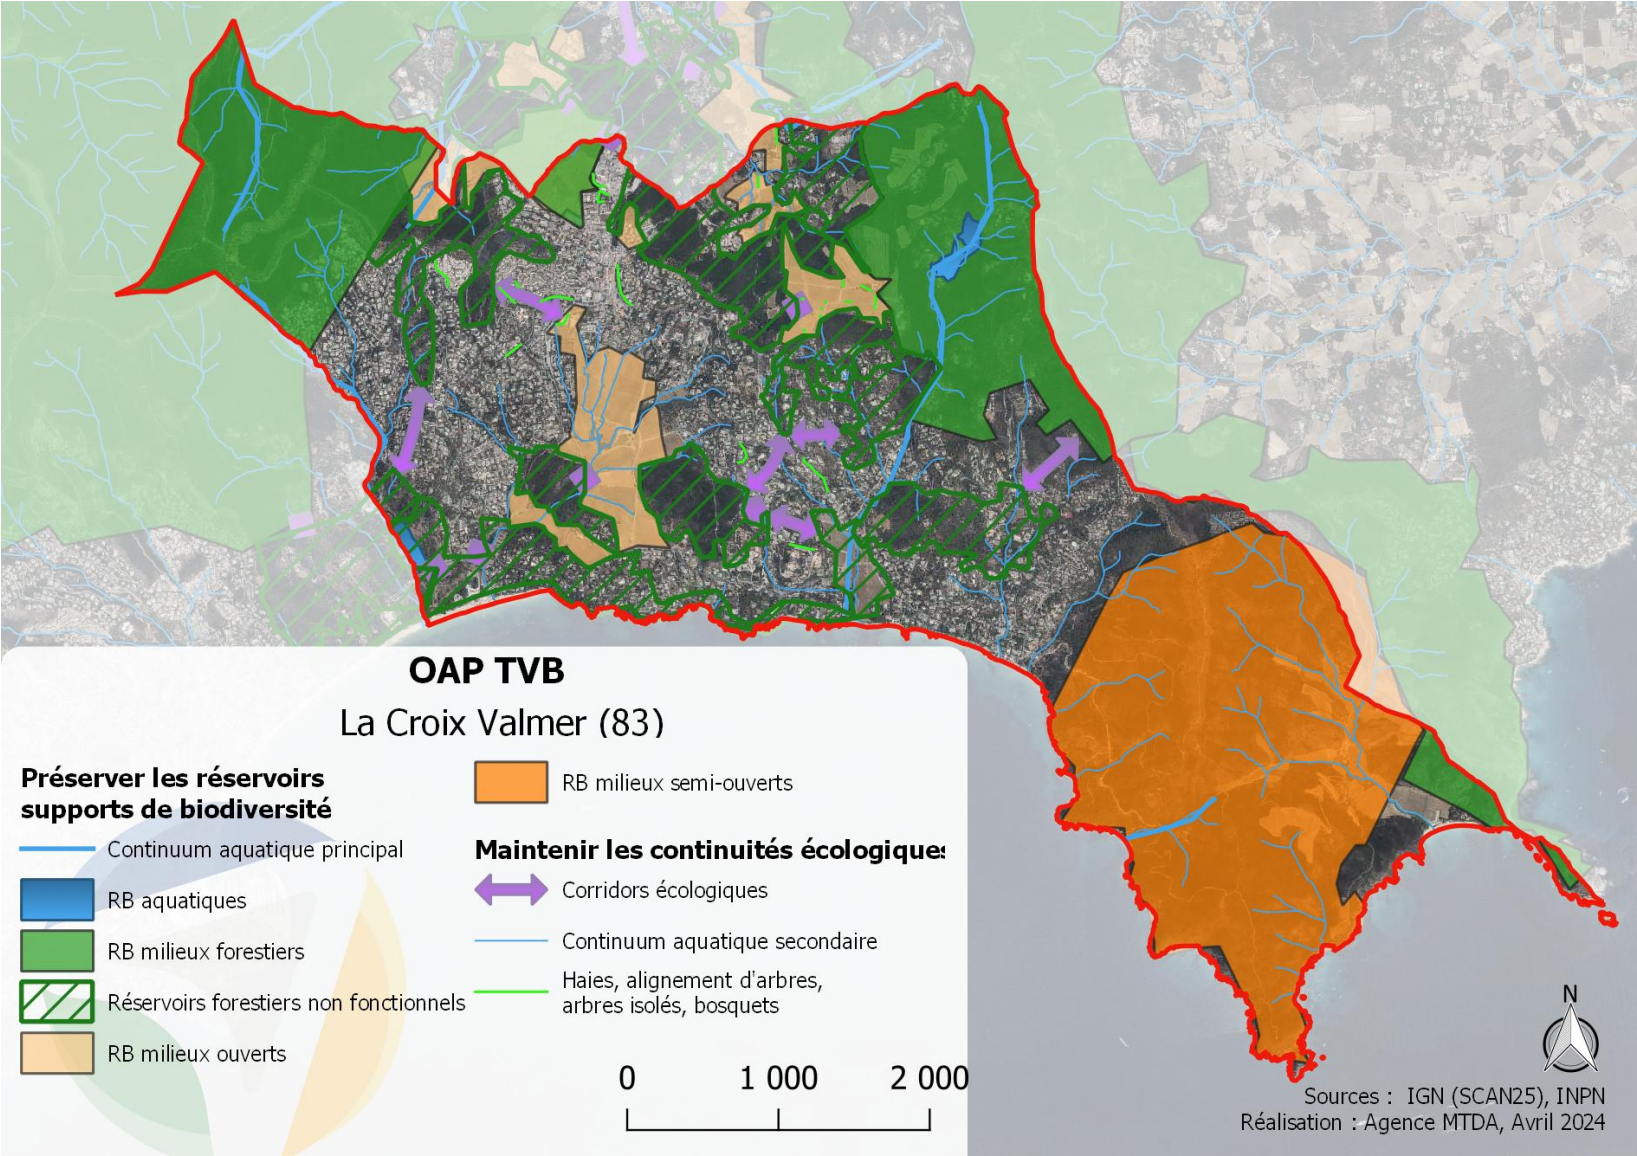 OAP TVB
La Croix Valmer (83)
Préserver les réservoirs
supports de biodiversité
Continuum aquatique principal
RB aquatiques
RB milieux forestiers
Réservoirs forestiers non fonctionnels
RB milieux ouverts
RB milieux semi-ouverts
Maintenir les continuités écologiques
Corridors écologiques
Continuum aquatique secondaire
Haies, alignement d'arbres,
arbres isolés, bosquets
0 1 000 2 000
N
Sources : IGN (SCAN25), INPN
Réalisation : Agence MTDA, Avril 2024